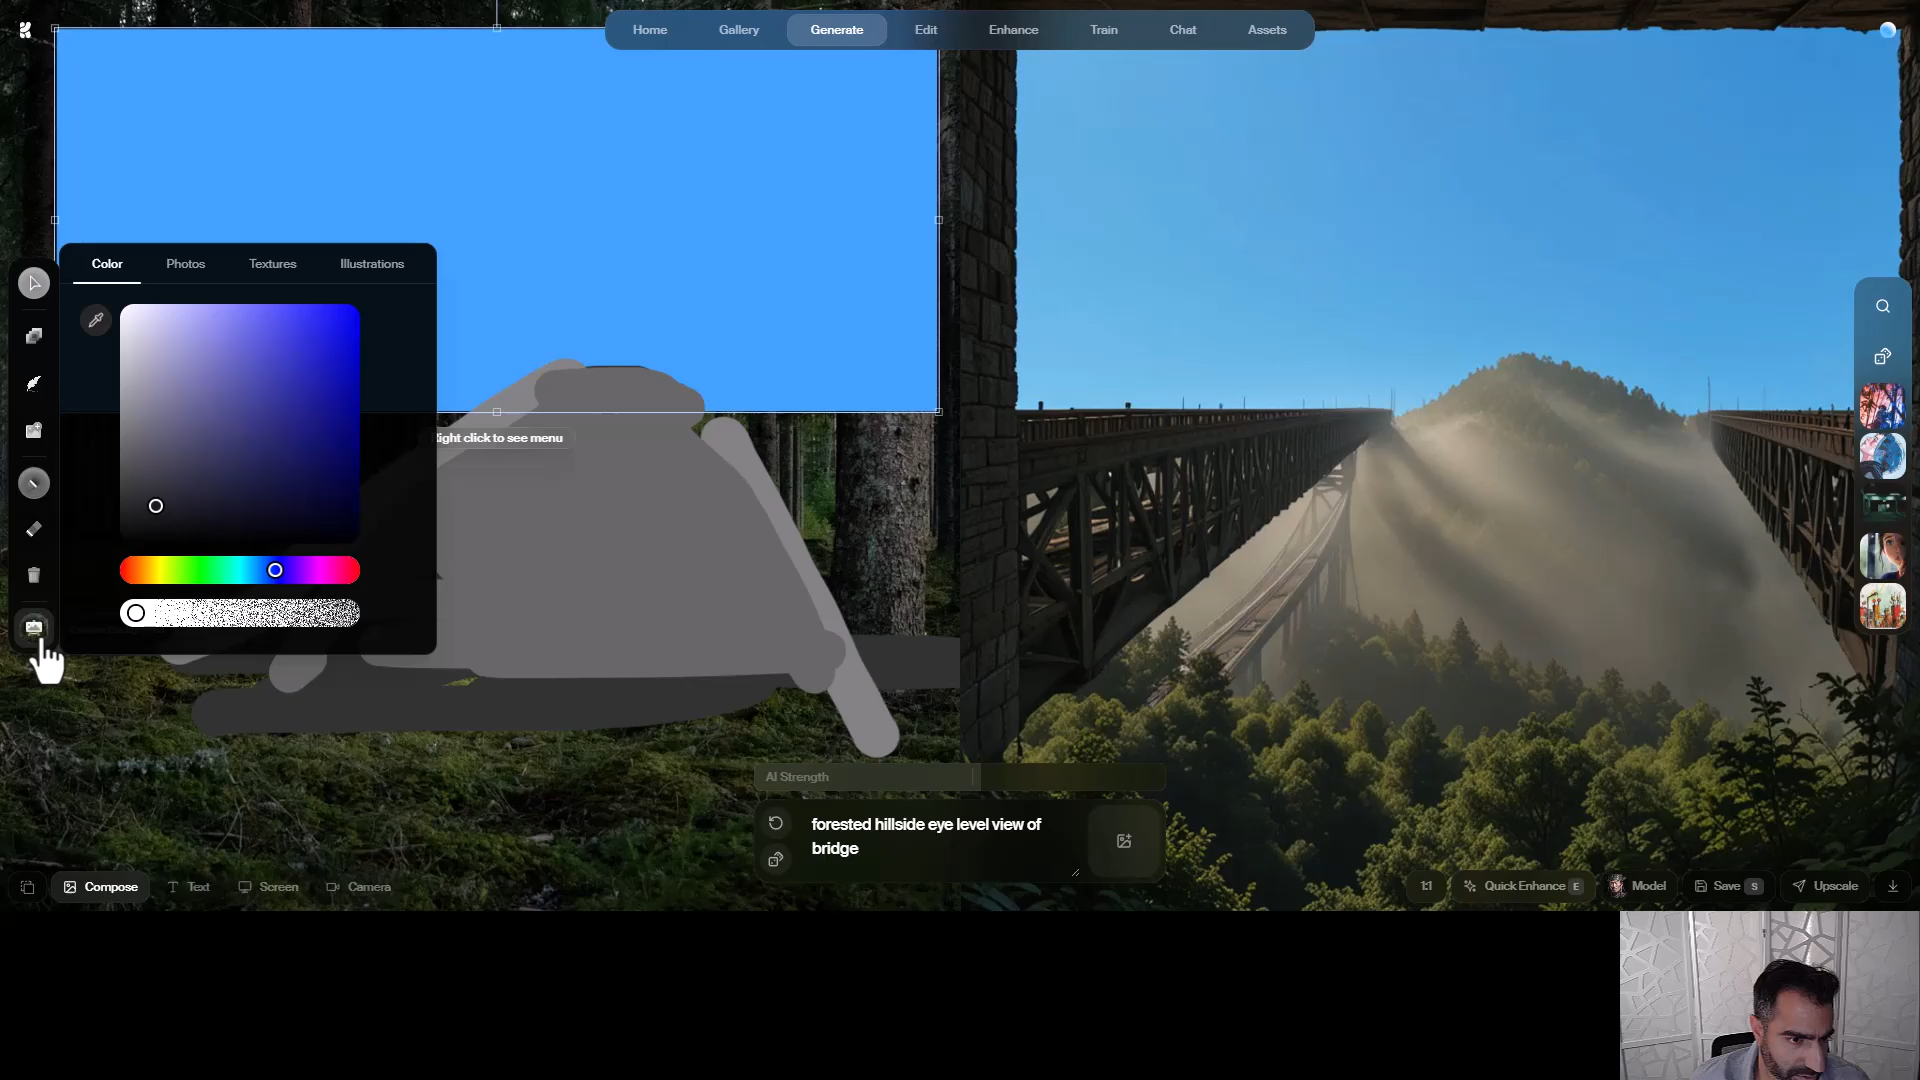 Home Gallery Generate Edit Enhance Train Chat Assets
Color Photos Textures Illustrations
Right click to see menu
AI Strength
forested hillside eye level view of
bridge
Compose Text Screen Camera
1:1 Quick Enhance E Model Save S Upscale